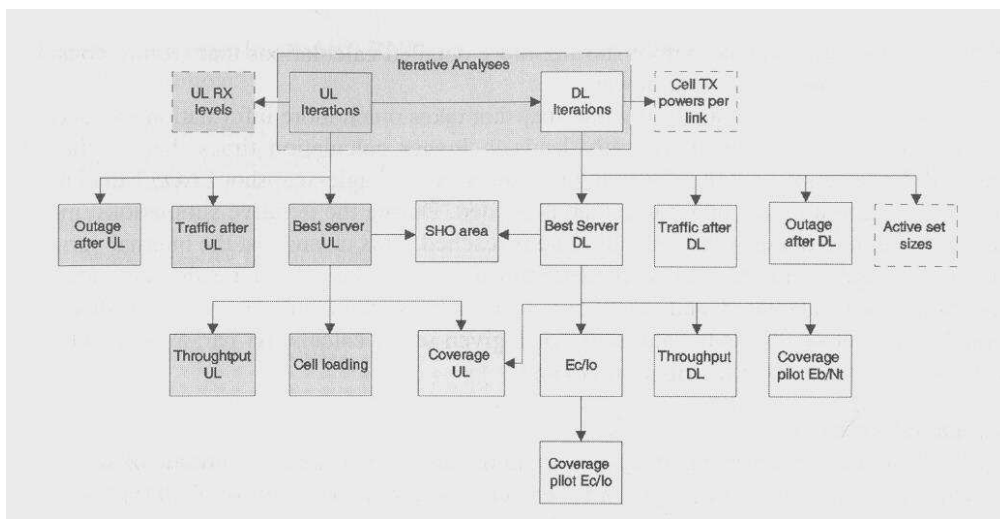 Iterative Analyses
UL RX
levels
UL
Iterations
DL
Iterations
Cell TX
powers per
link
Outage
after UL
Traffic after
UL
Best server
UL
SHO area
Best Server
DL
Traffic after
DL
Outage
after DL
Active set
sizes
Throughtput
UL
Cell loading
Coverage
UL
Ec/Io
Throughput
DL
Coverage
pilot Eb/Nt
Coverage
pilot Ec/Io